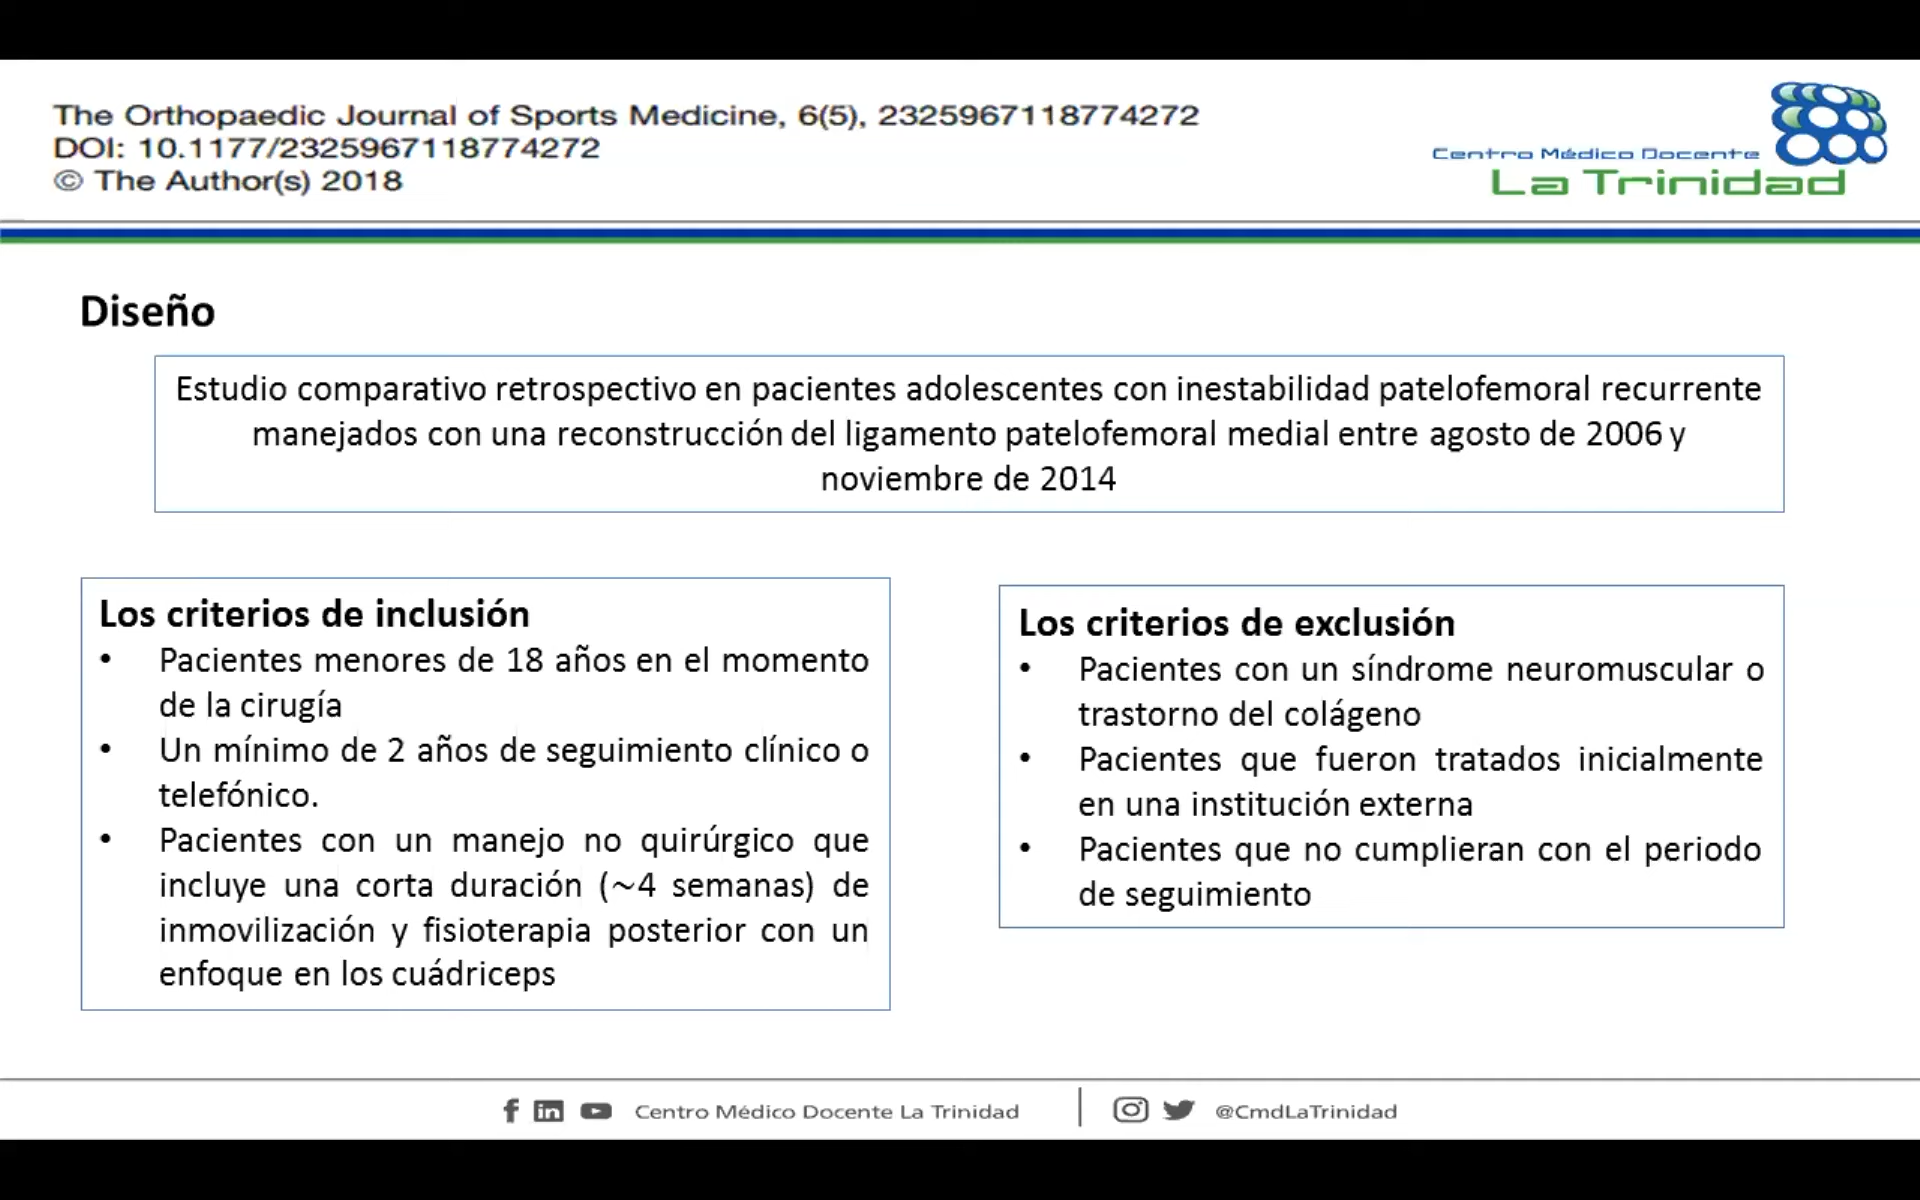 The Orthopaedic Journal of Sports Medicine, 6(5), 2325967118774272
DOI: 10.1177/2325967118774272
© The Author(s) 2018
Centro Médico Docente
La Trinidad
Diseño
Estudio comparativo retrospectivo en pacientes adolescentes con inestabilidad patelofemoral recurrente
manejados con una reconstrucción del ligamento patelofemoral medial entre agosto de 2006 y
noviembre de 2014
Los criterios de inclusión
• Pacientes menores de 18 años en el momento
de la cirugía
• Un mínimo de 2 años de seguimiento clínico o
telefónico.
• Pacientes con un manejo no quirúrgico que
incluye una corta duración (~4 semanas) de
inmovilización y fisioterapia posterior con un
enfoque en los cuádriceps
Los criterios de exclusión
• Pacientes con un síndrome neuromuscular o
trastorno del colágeno
• Pacientes que fueron tratados inicialmente
en una institución externa
• Pacientes que no cumplieran con el periodo
de seguimiento
Centro Médico Docente La Trinidad
@CmdLaTrinidad